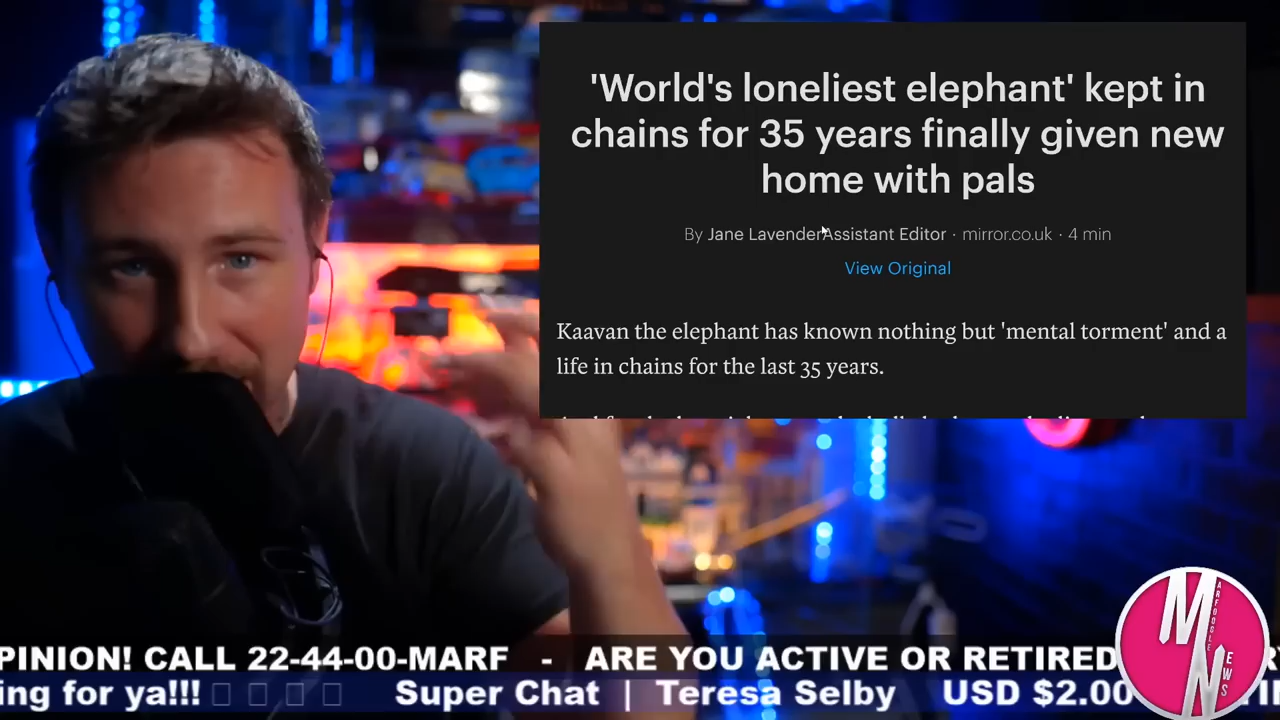 'World's loneliest elephant' kept in
chains for 35 years finally given new
home with pals
By Jane LavenderAssistant Editor · mirror.co.uk · 4 min
View Original
Kaavan the elephant has known nothing but 'mental torment' and a
life in chains for the last 35 years.
PINION! CALL 22-44-00-MARF - ARE YOU ACTIVE OR RETIRED
ing for ya!!! Super Chat | Teresa Selby USD $2.00
M
ARFOOGLE
NEWS